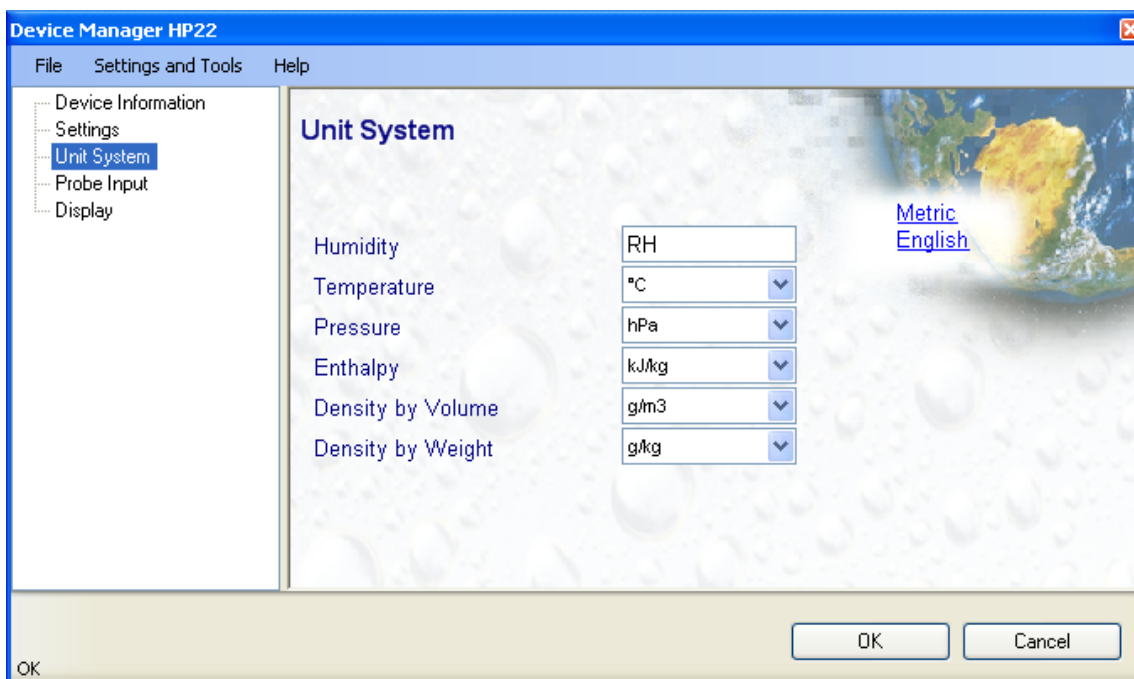 Device Manager HP22
File Settings and Tools Help
Device Information
Settings
Unit System
Probe Input
Display
Unit System
Metric
English
Humidity RH
Temperature °C
Pressure hPa
Enthalpy kJ/kg
Density by Volume g/m3
Density by Weight g/kg
OK Cancel
OK